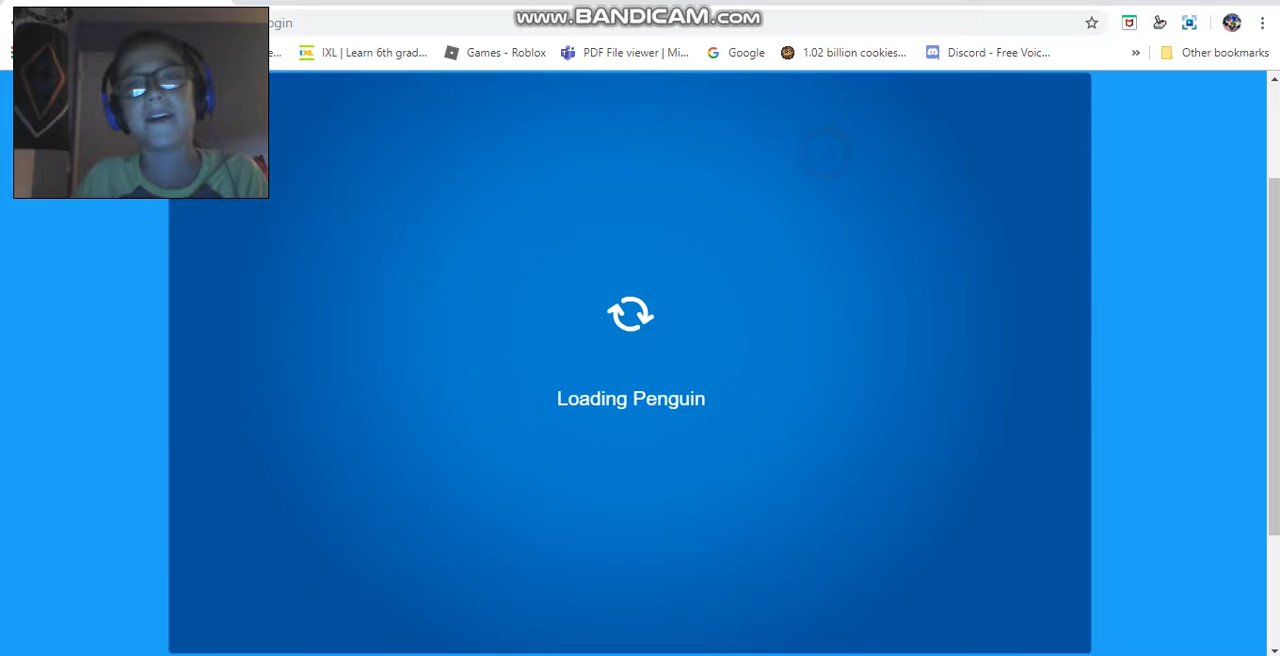 www.BANDICAM.com
ogin
e...
IXL | Learn 6th grad...
Games - Roblox
PDF File viewer | Mi...
Google
1.02 billion cookies...
Discord - Free Voic...
»
Other bookmarks
Loading Penguin